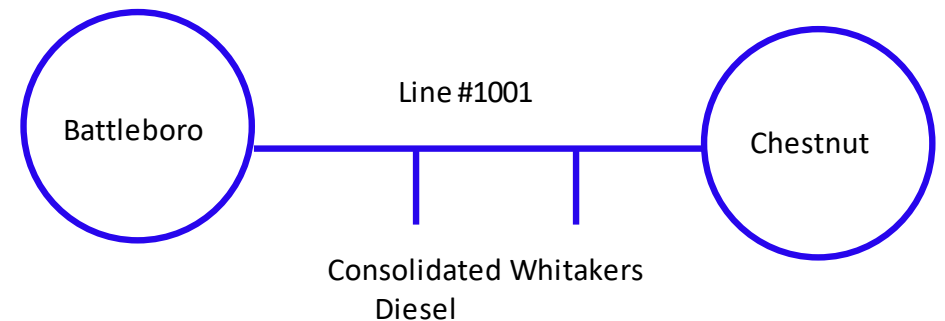 Line #1001
Battleboro
Chestnut
Consolidated Whitakers
Diesel